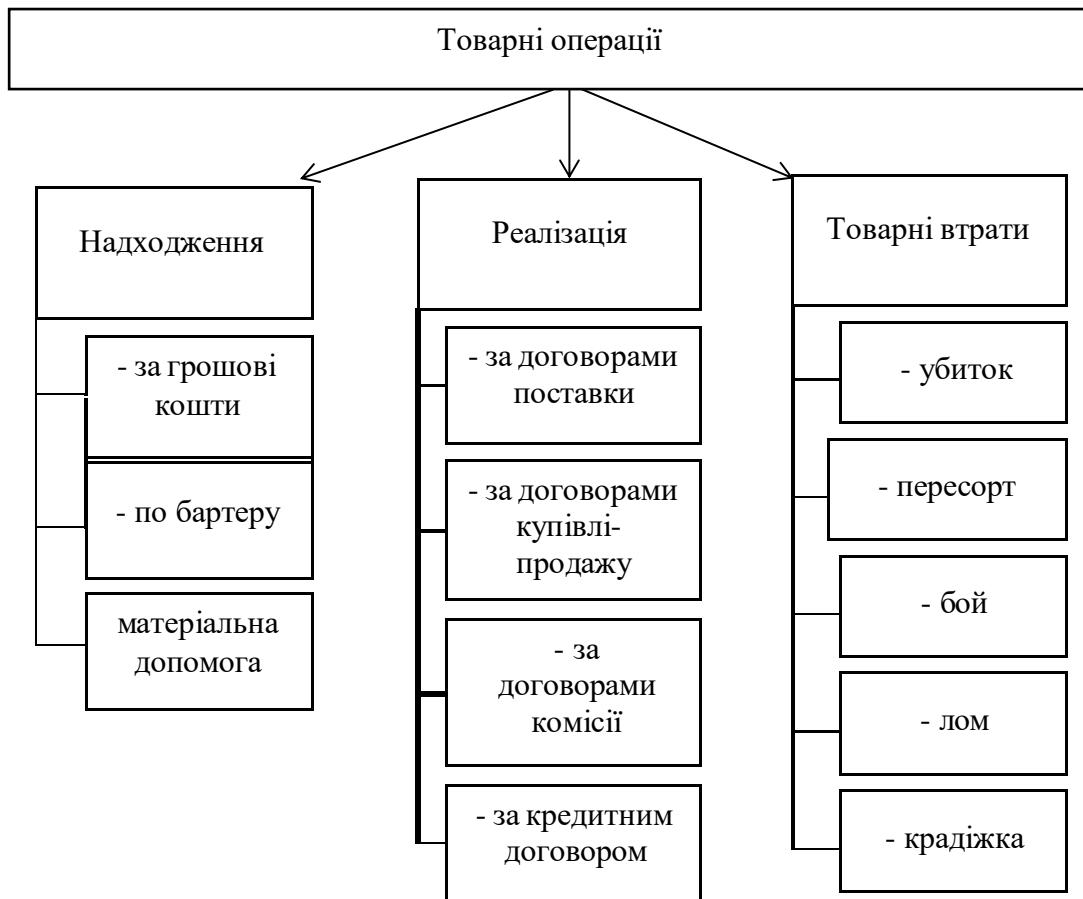 Товарні операції
Надходження
- за грошові
кошти
- по бартеру
матеріальна
допомога
Реалізація
- за договорами
поставки
- за договорами
купівлі-
продажу
- за
договорами
комісії
- за кредитним
договором
Товарні втрати
- убиток
- пересорт
- бой
- лом
- крадіжка